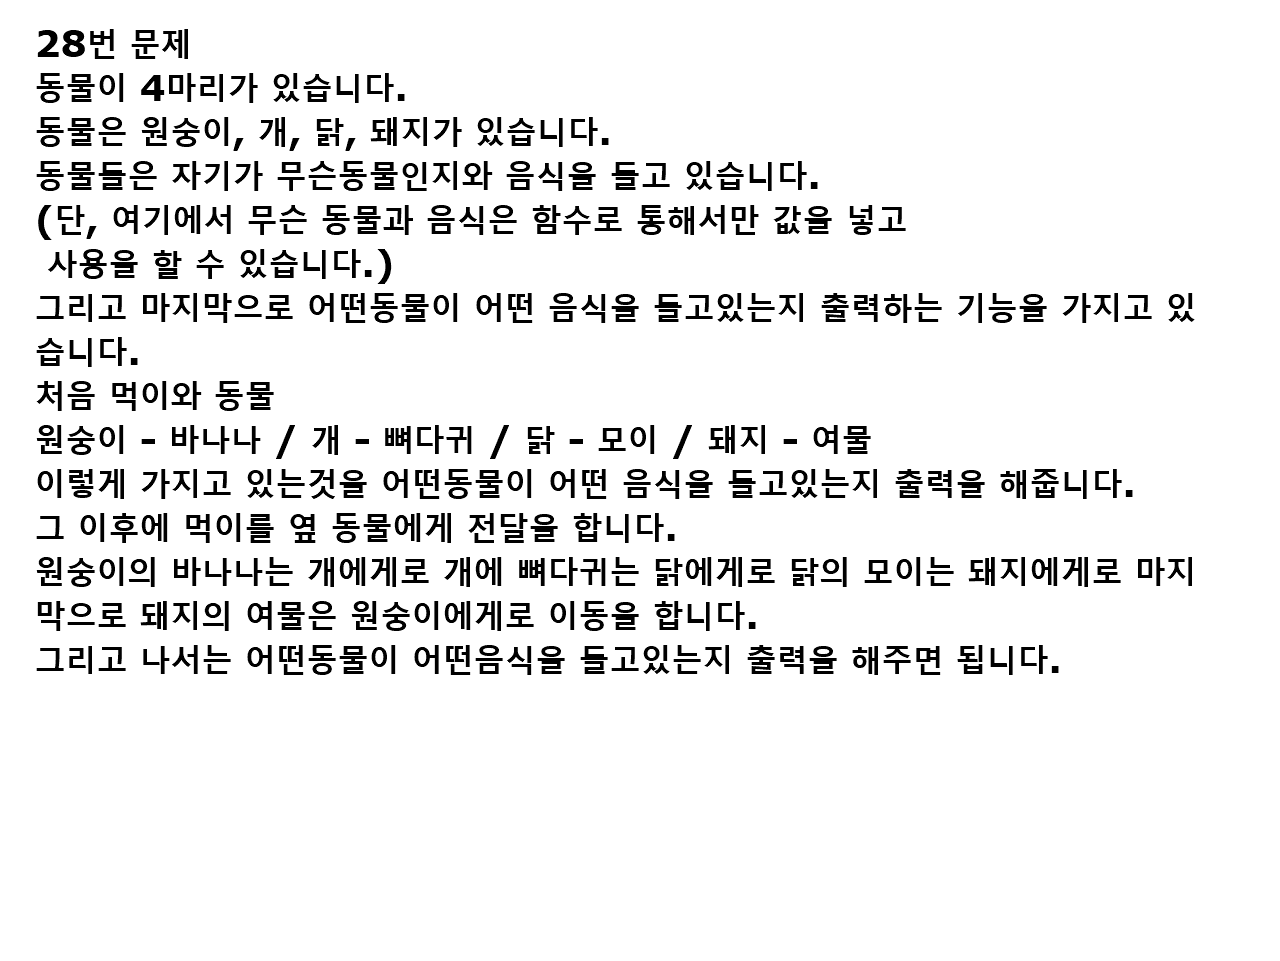 28번 문제
동물이 4마리가 있습니다.
동물은 원숭이, 개, 닭, 돼지가 있습니다.
동물들은 자기가 무슨동물인지와 음식을 들고 있습니다.
(단, 여기에서 무슨 동물과 음식은 함수로 통해서만 값을 넣고
사용을 할 수 있습니다.)
그리고 마지막으로 어떤동물이 어떤 음식을 들고있는지 출력하는 기능을 가지고 있
습니다.
처음 먹이와 동물
원숭이 - 바나나 / 개 - 뼈다귀 / 닭 - 모이 / 돼지 - 여물
이렇게 가지고 있는것을 어떤동물이 어떤 음식을 들고있는지 출력을 해줍니다.
그 이후에 먹이를 옆 동물에게 전달을 합니다.
원숭이의 바나나는 개에게로 개에 뼈다귀는 닭에게로 닭의 모이는 돼지에게로 마지
막으로 돼지의 여물은 원숭이에게로 이동을 합니다.
그리고 나서는 어떤동물이 어떤음식을 들고있는지 출력을 해주면 됩니다.